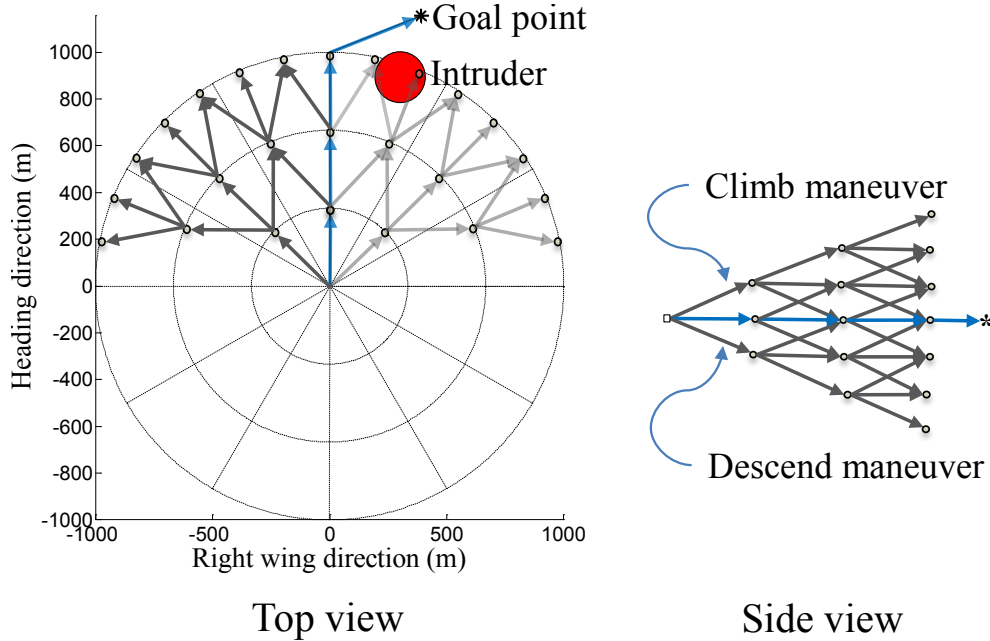 Goal point
Intruder
1000
800
600
400
200
0
-200
-400
-600
-800
-1000
Heading direction (m)
-1000
-500
0
500
1000
Right wing direction (m)
Top view
Climb maneuver
*
Descend maneuver
Side view